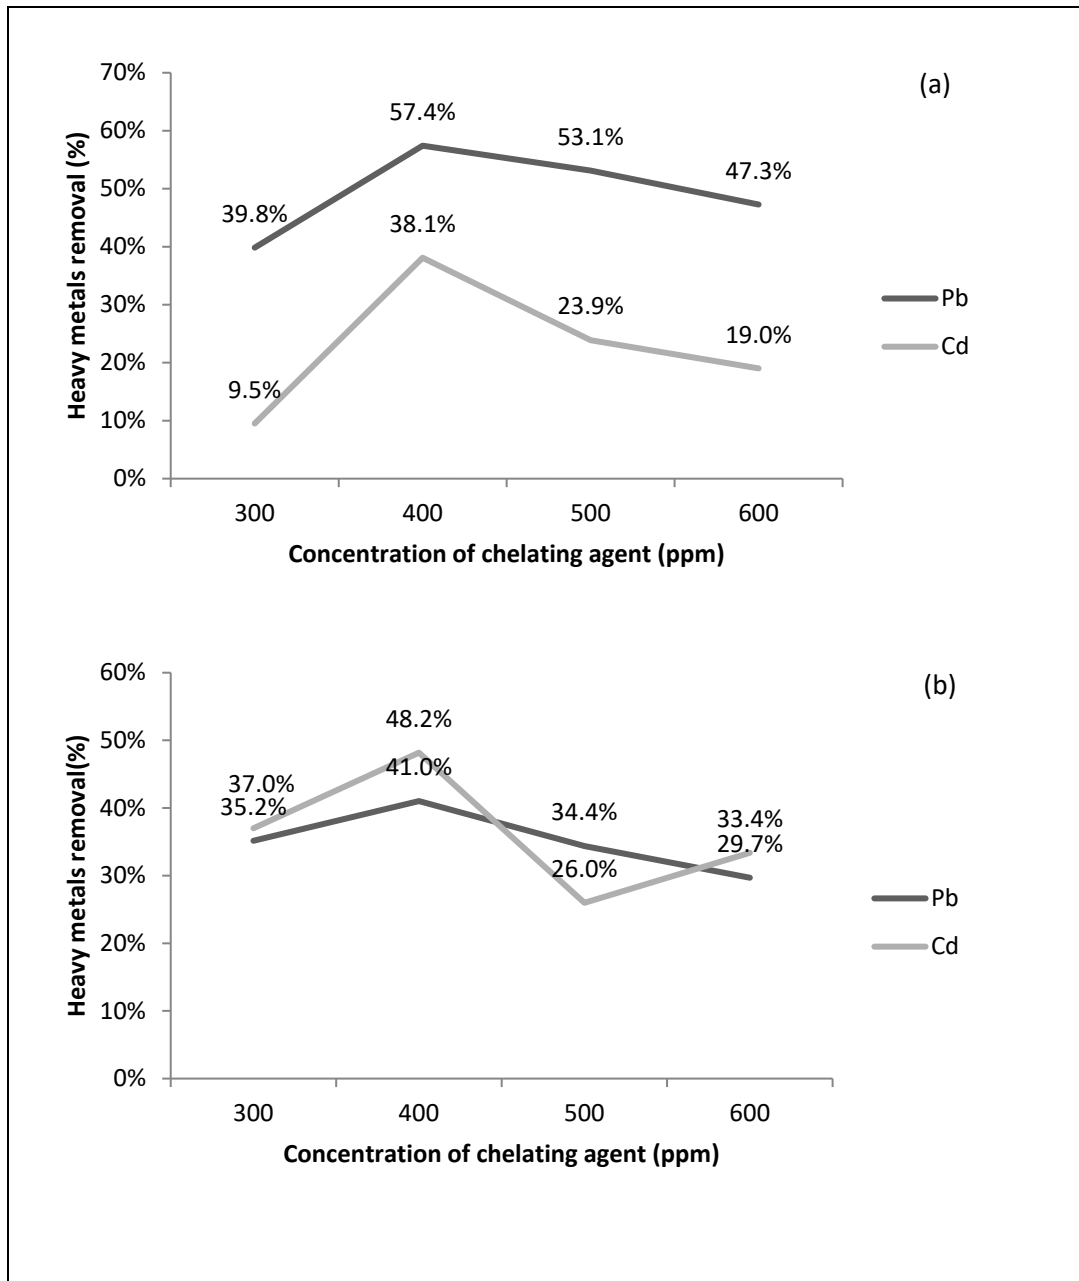 (a)
70%
60%
50%
40%
30%
20%
10%
0%
Heavy metals removal (%)
57.4%
53.1%
47.3%
39.8%
38.1%
23.9%
19.0%
9.5%
Pb
Cd
300 400 500 600
Concentration of chelating agent (ppm)
(b)
60%
50%
40%
30%
20%
10%
0%
Heavy metals removal(%)
48.2%
41.0%
37.0%
35.2%
34.4%
33.4%
29.7%
26.0%
Pb
Cd
300 400 500 600
Concentration of chelating agent (ppm)